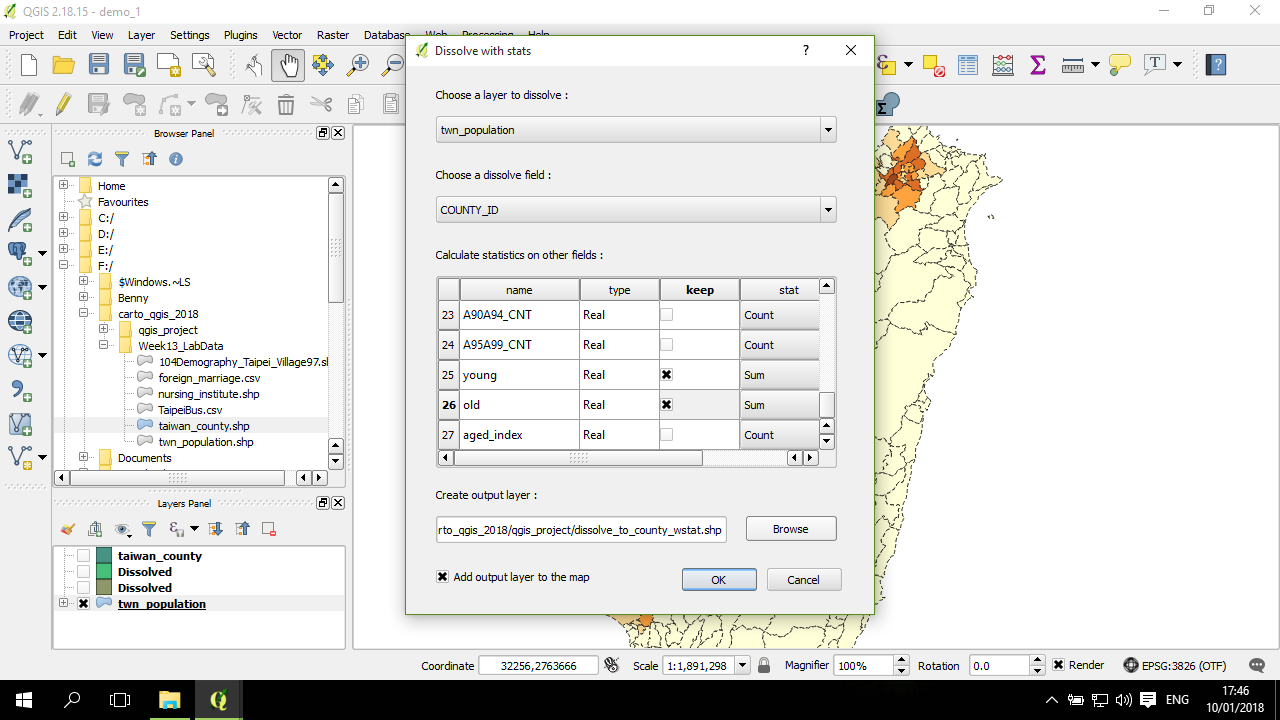 QGIS 2.18.15 - demo_1
Project Edit View Layer Settings Plugins Vector Raster Database Web Processing Help
Dissolve with stats
?
Choose a layer to dissolve :
twn_population
Choose a dissolve field :
COUNTY_ID
Calculate statistics on other fields :
name type keep stat
23 A90A94_CNT Real Count
24 A95A99_CNT Real Count
25 young Real Sum
26 old Real Sum
27 aged_index Real Count
Create output layer :
rto_qgis_2018/qgis_project/dissolve_to_county_wstat.shp
Browse
Add output layer to the map
OK
Cancel
Browser Panel
Home
Favourites
C:/
D:/
E:/
F:/
$Windows.~LS
Benny
carto_qgis_2018
qgis_project
Week13_LabData
104Demography_Taipei_Village97.sl
foreign_marriage.csv
nursing_institute.shp
TaipeiBus.csv
taiwan_county.shp
twn_population.shp
Documents
Layers Panel
taiwan_county
Dissolved
Dissolved
twn_population
Coordinate 32256,2763666 Scale 1:1,891,298 Magnifier 100% Rotation 0.0 Render EPSG:3826 (OTF)
ENG
17:46
10/01/2018